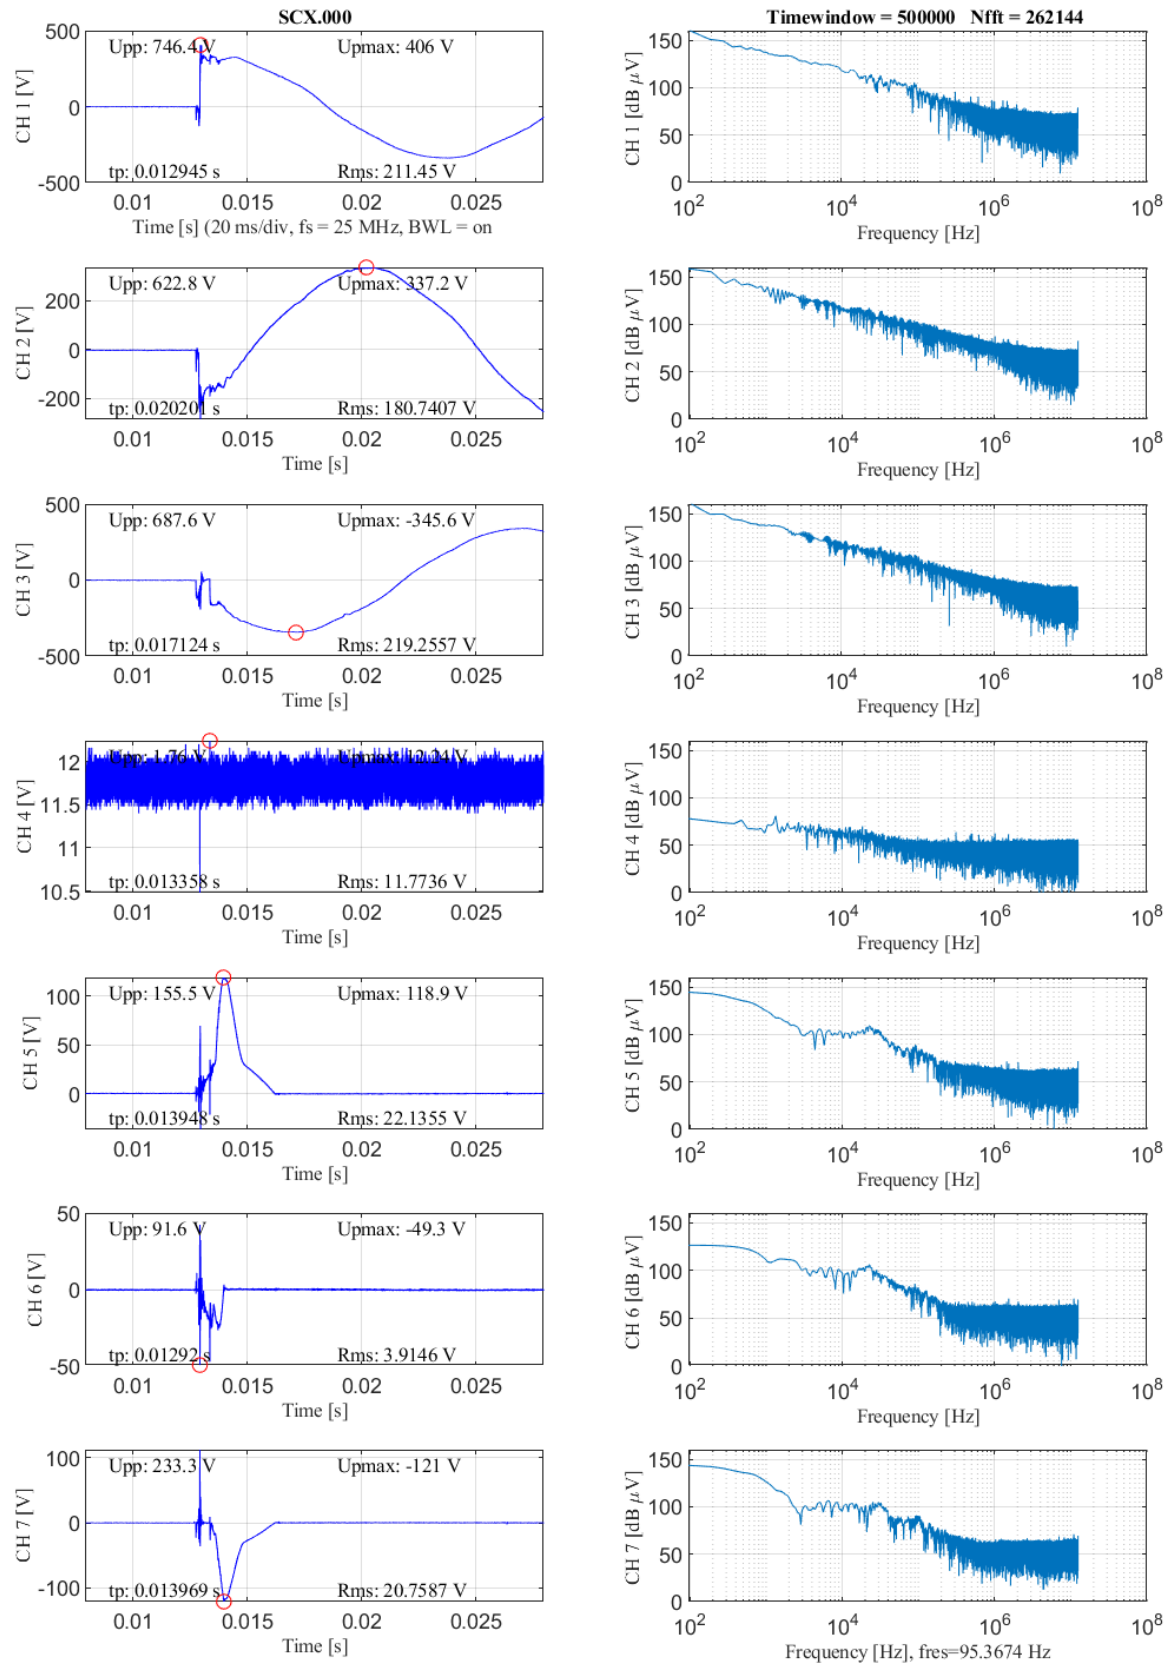 SCX.000
Timewindow = 500000 Nfft = 262144
Upp: 746.4 V
Upmax: 406 V
CH 1 [V]
500
0
-500
tp: 0.012945 s
Rms: 211.45 V
0.01 0.015 0.02 0.025
Time [s] (20 ms/div, fs = 25 MHz, BWL = on
CH 1 [dB μV]
150
100
50
0
10^2 10^4 10^6 10^8
Frequency [Hz]
Upp: 622.8 V
Upmax: 337.2 V
CH 2 [V]
200
0
-200
tp: 0.020201 s
Rms: 180.7407 V
0.01 0.015 0.02 0.025
Time [s]
CH 2 [dB μV]
150
100
50
0
10^2 10^4 10^6 10^8
Frequency [Hz]
Upp: 687.6 V
Upmax: -345.6 V
CH 3 [V]
500
0
-500
tp: 0.017124 s
Rms: 219.2557 V
0.01 0.015 0.02 0.025
Time [s]
CH 3 [dB μV]
150
100
50
0
10^2 10^4 10^6 10^8
Frequency [Hz]
Upp: 1.76 V
Upmax: 12.24 V
CH 4 [V]
12
11.5
11
10.5
tp: 0.013358 s
Rms: 11.7736 V
0.01 0.015 0.02 0.025
Time [s]
CH 4 [dB μV]
150
100
50
0
10^2 10^4 10^6 10^8
Frequency [Hz]
Upp: 155.5 V
Upmax: 118.9 V
CH 5 [V]
100
50
0
tp: 0.013948 s
Rms: 22.1355 V
0.01 0.015 0.02 0.025
Time [s]
CH 5 [dB μV]
150
100
50
0
10^2 10^4 10^6 10^8
Frequency [Hz]
Upp: 91.6 V
Upmax: -49.3 V
CH 6 [V]
50
0
-50
tp: 0.01292 s
Rms: 3.9146 V
0.01 0.015 0.02 0.025
Time [s]
CH 6 [dB μV]
150
100
50
0
10^2 10^4 10^6 10^8
Frequency [Hz]
Upp: 233.3 V
Upmax: -121 V
CH 7 [V]
100
0
-100
tp: 0.013969 s
Rms: 20.7587 V
0.01 0.015 0.02 0.025
Time [s]
CH 7 [dB μV]
150
100
50
0
10^2 10^4 10^6 10^8
Frequency [Hz], fres=95.3674 Hz